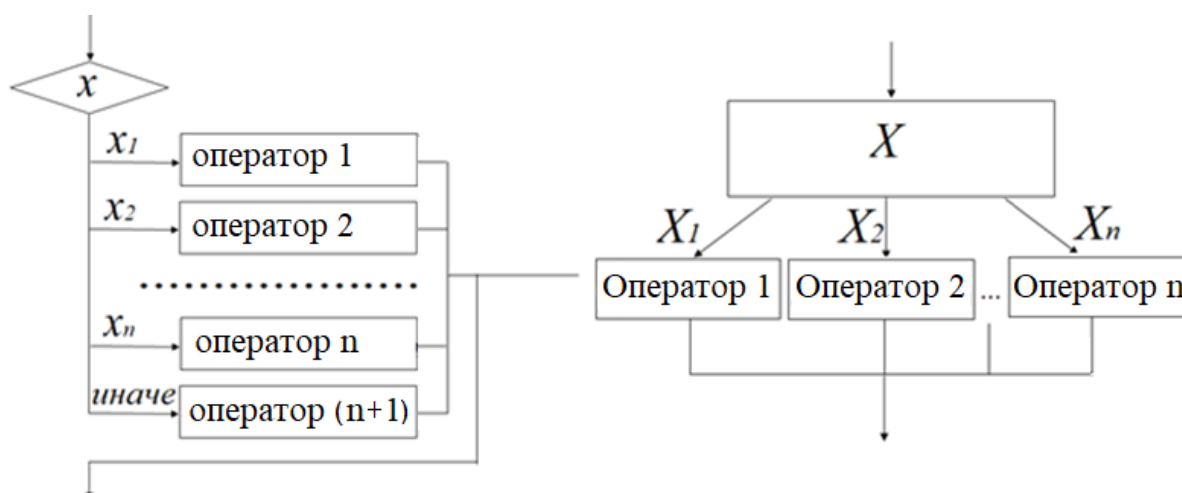 x
x1
оператор 1
x2
оператор 2
xn
оператор n
иначе
оператор (n+1)
X
X1
X2
Xn
Оператор 1
Оператор 2
...
Оператор n